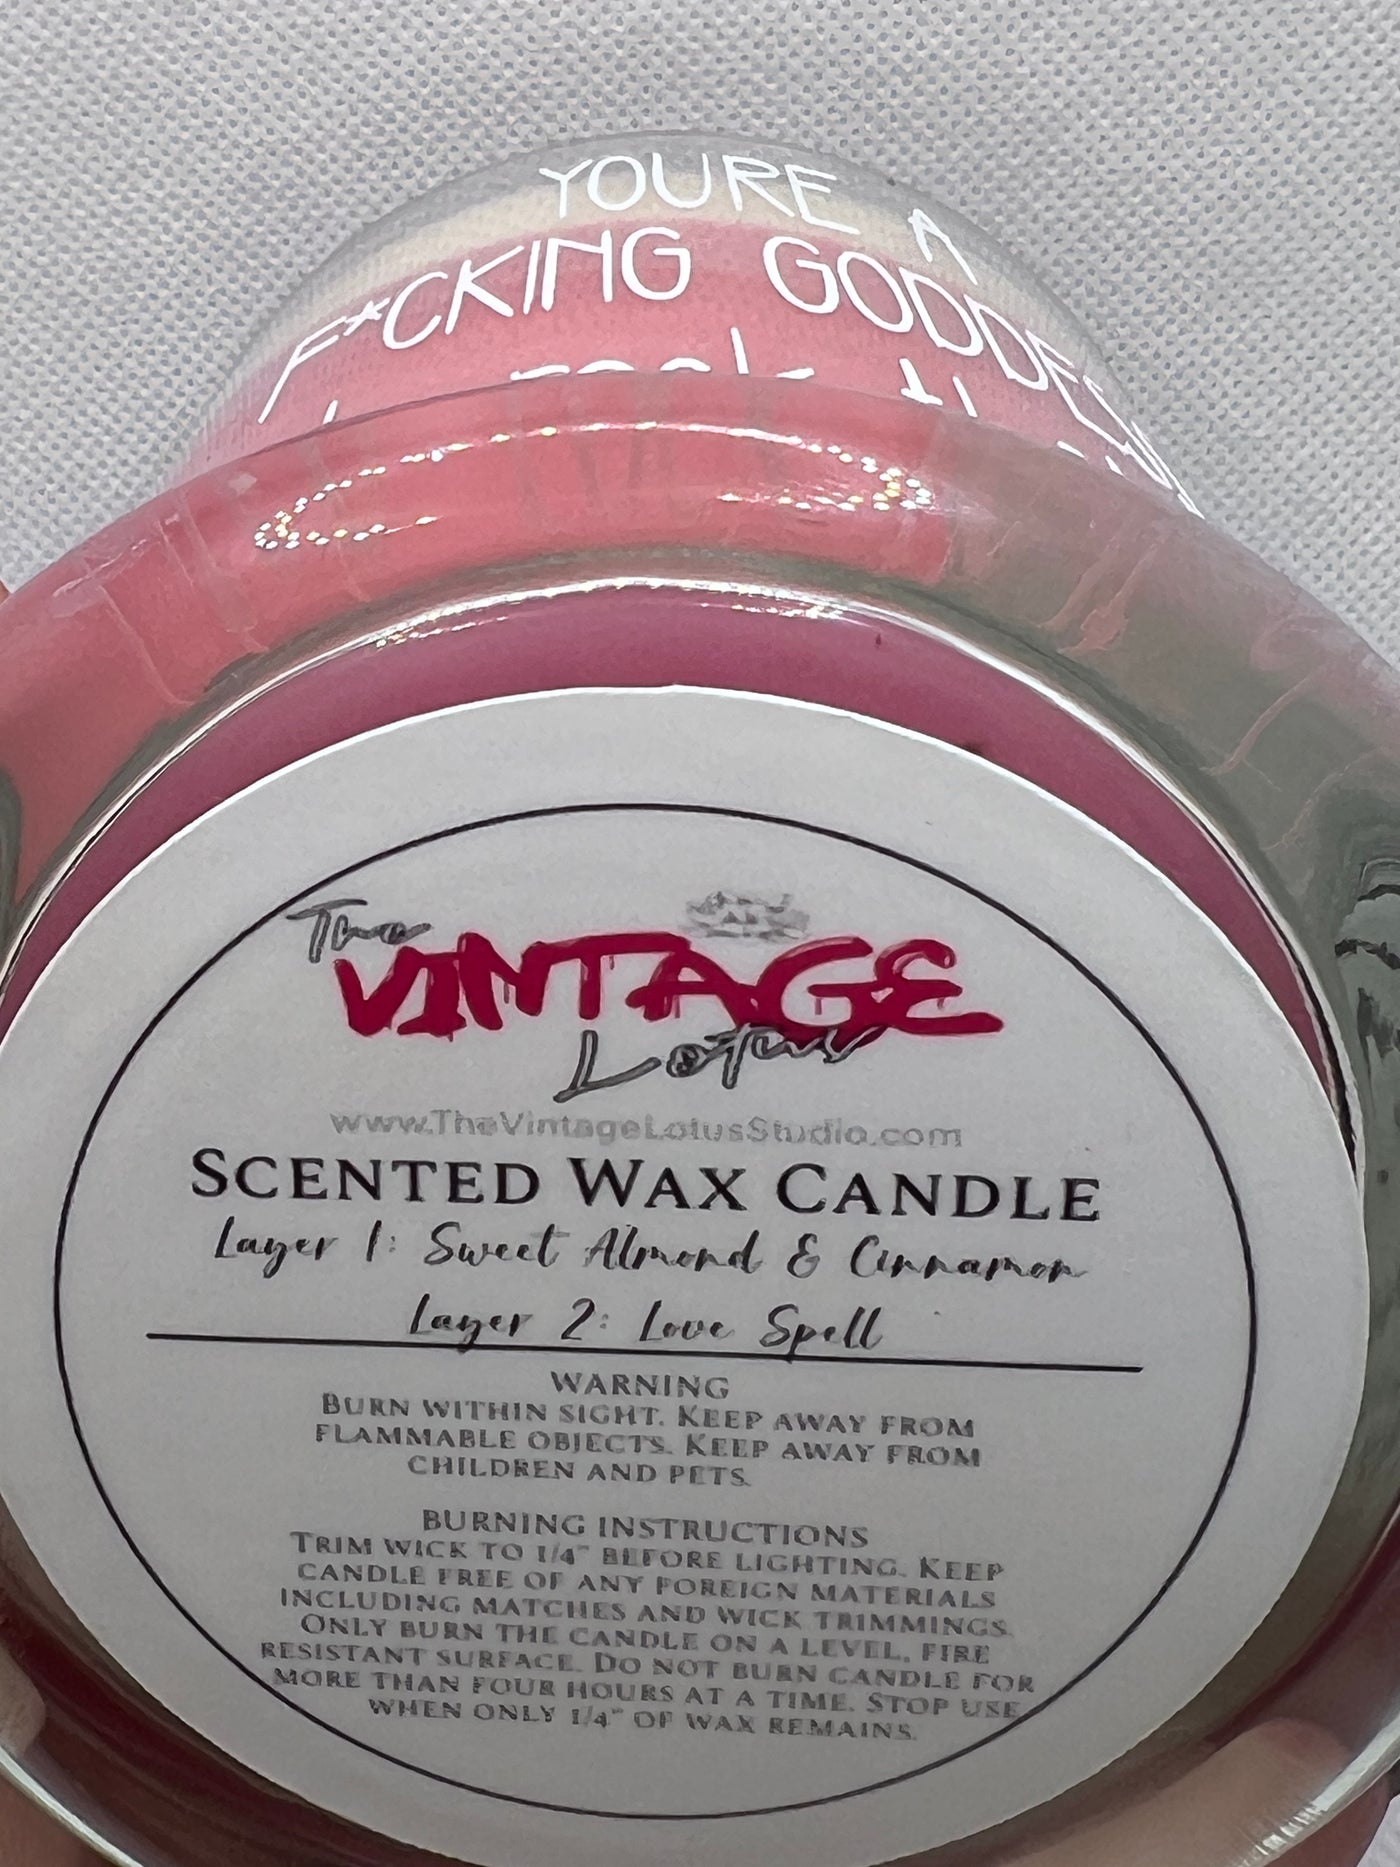 YOURE A
F*CKING GODDESS
The
VINTAGE
Lotus
www.TheVintageLotusStudio.com
SCENTED WAX CANDLE
Layer 1: Sweet Almond & Cinnamon
Layer 2: Love Spell
WARNING
BURN WITHIN SIGHT. KEEP AWAY FROM
FLAMMABLE OBJECTS. KEEP AWAY FROM
CHILDREN AND PETS.
BURNING INSTRUCTIONS
TRIM WICK TO 1/4" BEFORE LIGHTING. KEEP
CANDLE FREE OF ANY FOREIGN MATERIALS
INCLUDING MATCHES AND WICK TRIMMINGS.
ONLY BURN THE CANDLE ON A LEVEL, FIRE
RESISTANT SURFACE. DO NOT BURN CANDLE FOR
MORE THAN FOUR HOURS AT A TIME. STOP USE
WHEN ONLY 1/4" OF WAX REMAINS.